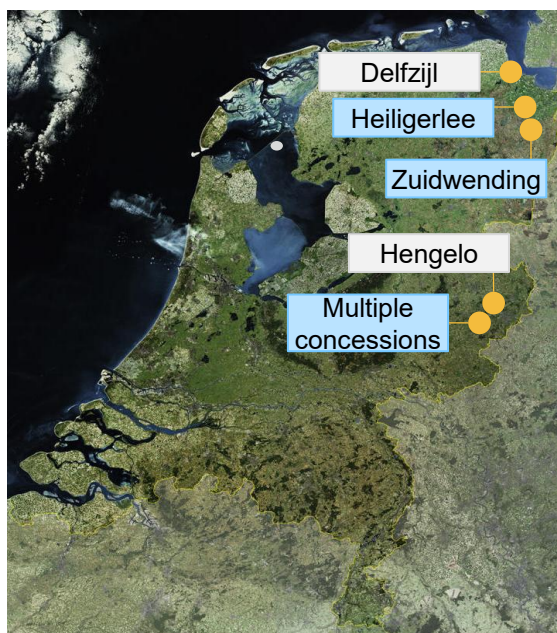 Delfzijl
Heiligerlee
Zuidwending
Hengelo
Multiple
concessions